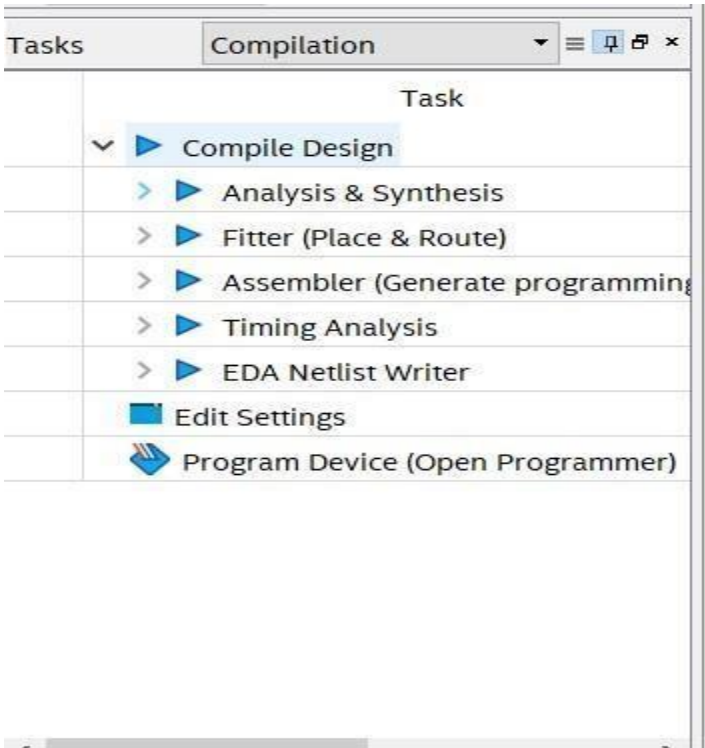 Tasks Compilation
Task
Compile Design
Analysis & Synthesis
Fitter (Place & Route)
Assembler (Generate programming
Timing Analysis
EDA Netlist Writer
Edit Settings
Program Device (Open Programmer)